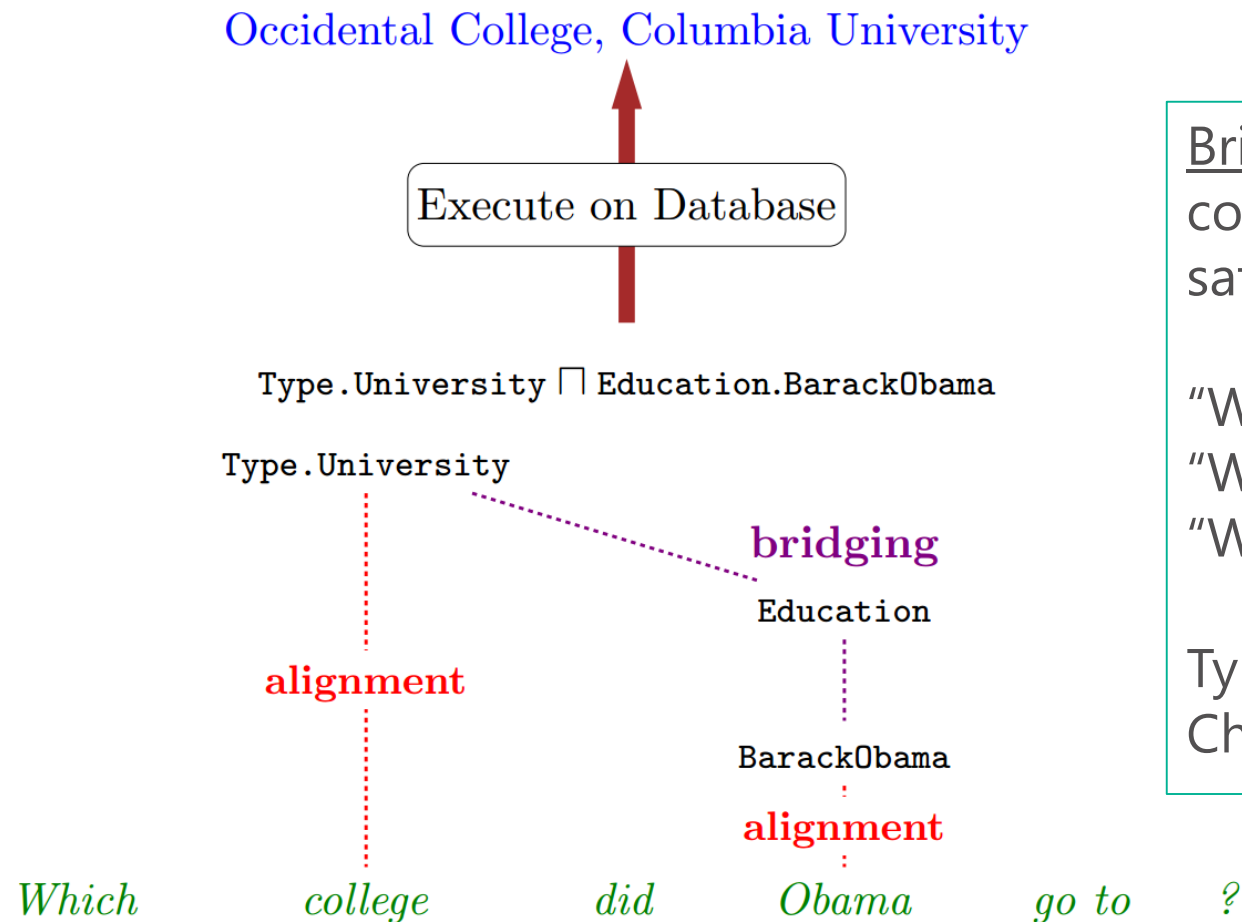 Occidental College, Columbia University
Execute on Database
Type.University ⊓ Education.BarackObama
Type.University
bridging
Education
alignment
BarackObama
alignment
Which college did Obama go to ?